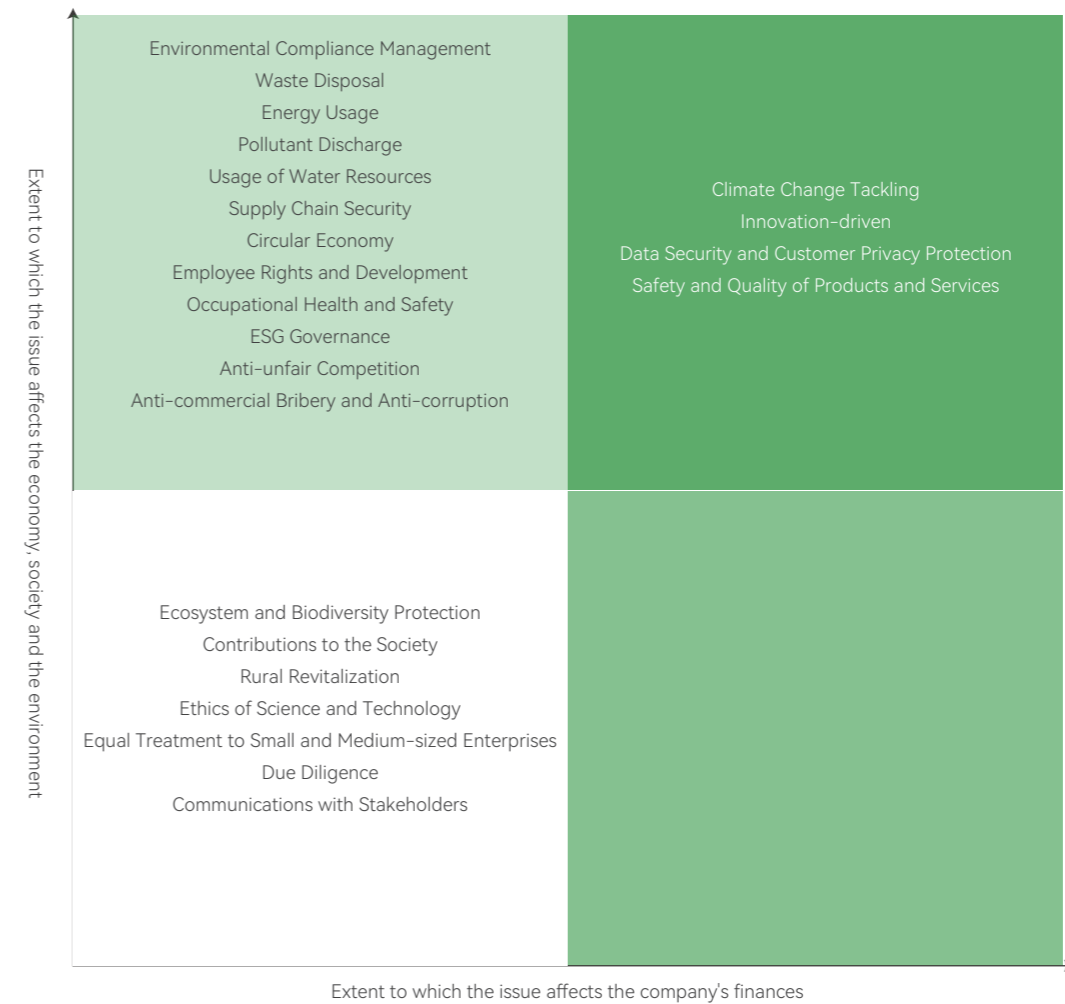 Extent to which the issue affects the economy, society and the environment
Environmental Compliance Management
Waste Disposal
Energy Usage
Pollutant Discharge
Usage of Water Resources
Supply Chain Security
Circular Economy
Employee Rights and Development
Occupational Health and Safety
ESG Governance
Anti-unfair Competition
Anti-commercial Bribery and Anti-corruption
Climate Change Tackling
Innovation-driven
Data Security and Customer Privacy Protection
Safety and Quality of Products and Services
Ecosystem and Biodiversity Protection
Contributions to the Society
Rural Revitalization
Ethics of Science and Technology
Equal Treatment to Small and Medium-sized Enterprises
Due Diligence
Communications with Stakeholders
Extent to which the issue affects the company's finances